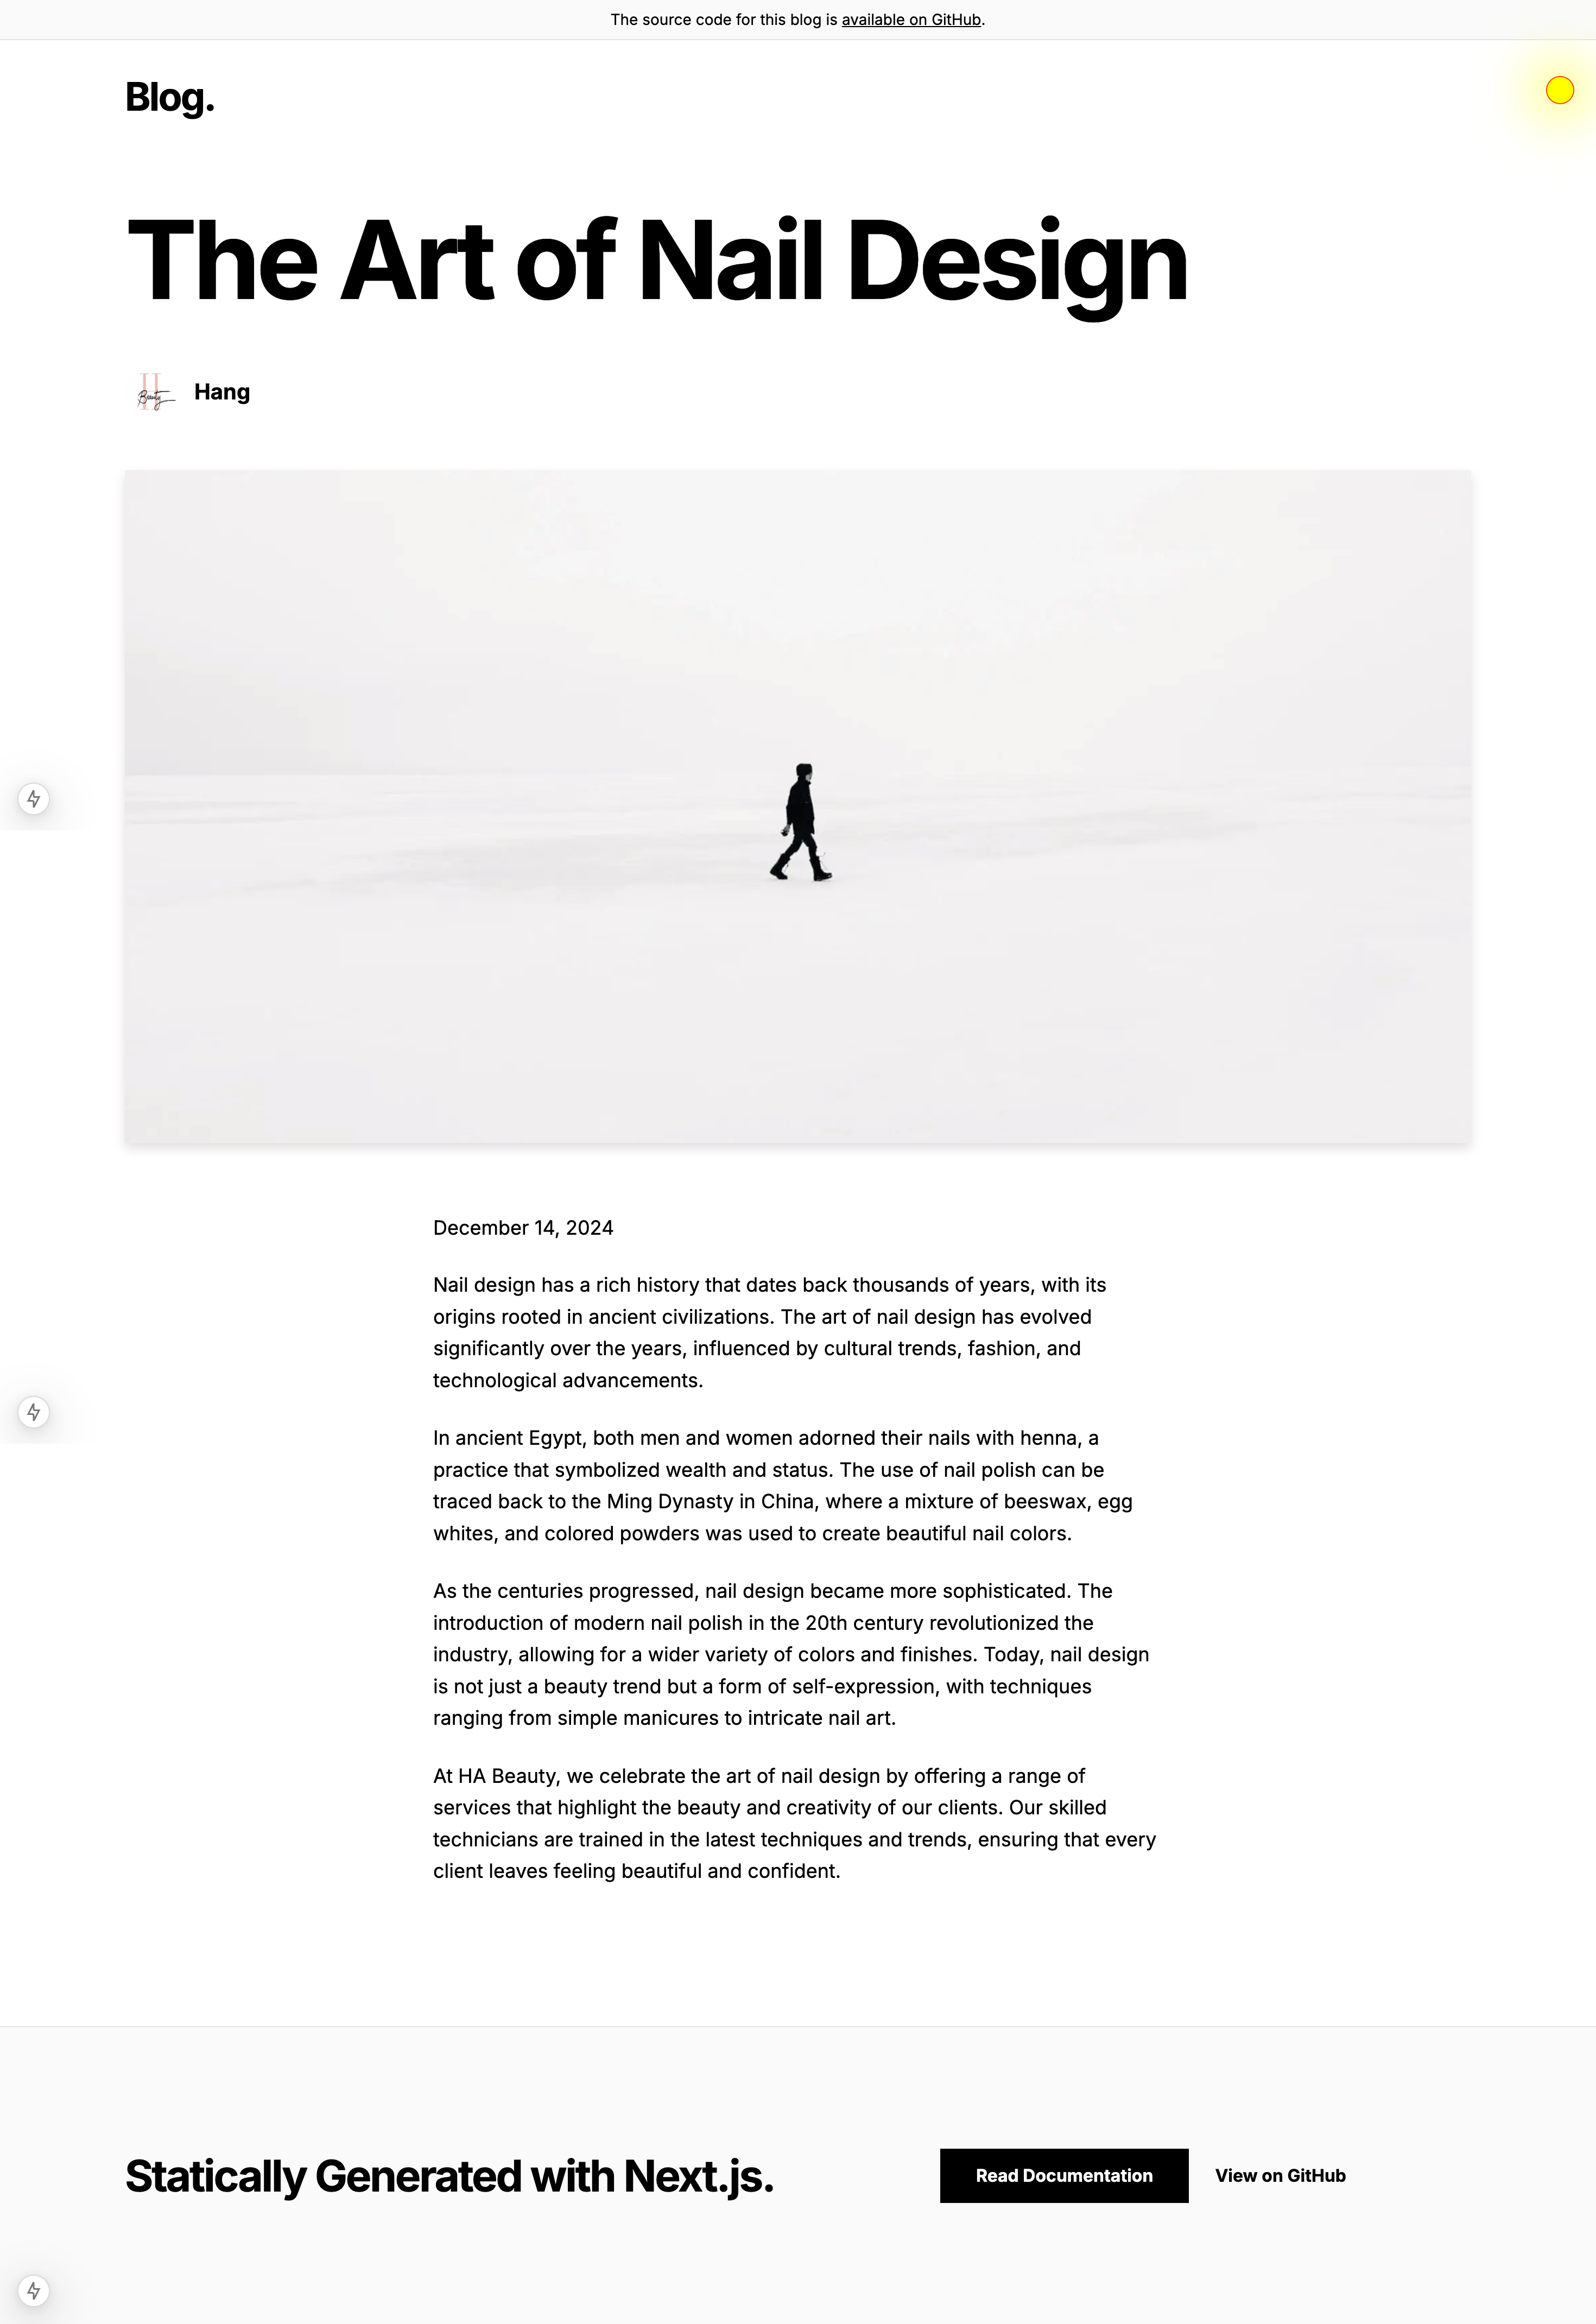 The source code for this blog is available on GitHub.
Blog.
The Art of Nail Design
Beauty
Hang
December 14, 2024
Nail design has a rich history that dates back thousands of years, with its
origins rooted in ancient civilizations. The art of nail design has evolved
significantly over the years, influenced by cultural trends, fashion, and
technological advancements.
In ancient Egypt, both men and women adorned their nails with henna, a
practice that symbolized wealth and status. The use of nail polish can be
traced back to the Ming Dynasty in China, where a mixture of beeswax, egg
whites, and colored powders was used to create beautiful nail colors.
As the centuries progressed, nail design became more sophisticated. The
introduction of modern nail polish in the 20th century revolutionized the
industry, allowing for a wider variety of colors and finishes. Today, nail design
is not just a beauty trend but a form of self-expression, with techniques
ranging from simple manicures to intricate nail art.
At HA Beauty, we celebrate the art of nail design by offering a range of
services that highlight the beauty and creativity of our clients. Our skilled
technicians are trained in the latest techniques and trends, ensuring that every
client leaves feeling beautiful and confident.
Statically Generated with Next.js.
Read Documentation
View on GitHub